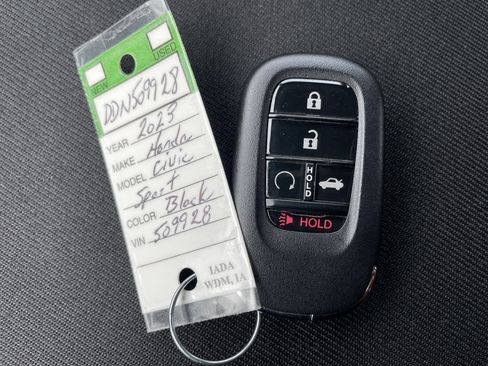 NEW
USED
DDN509928
YEAR 2023
MAKE Honda
MODEL Civic
Sport
COLOR Black
VIN 509928
IADA
WDM, IA
HOLD
HOLD